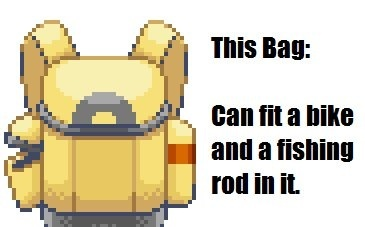 This Bag:
Can fit a bike
and a fishing
rod in it.